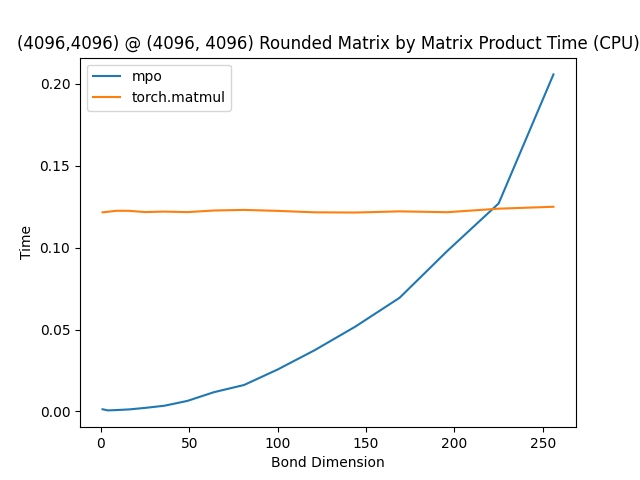 (4096,4096) @ (4096, 4096) Rounded Matrix by Matrix Product Time (CPU)
mpo
torch.matmul
0.20
0.15
0.10
0.05
0.00
Time
0 50 100 150 200 250
Bond Dimension